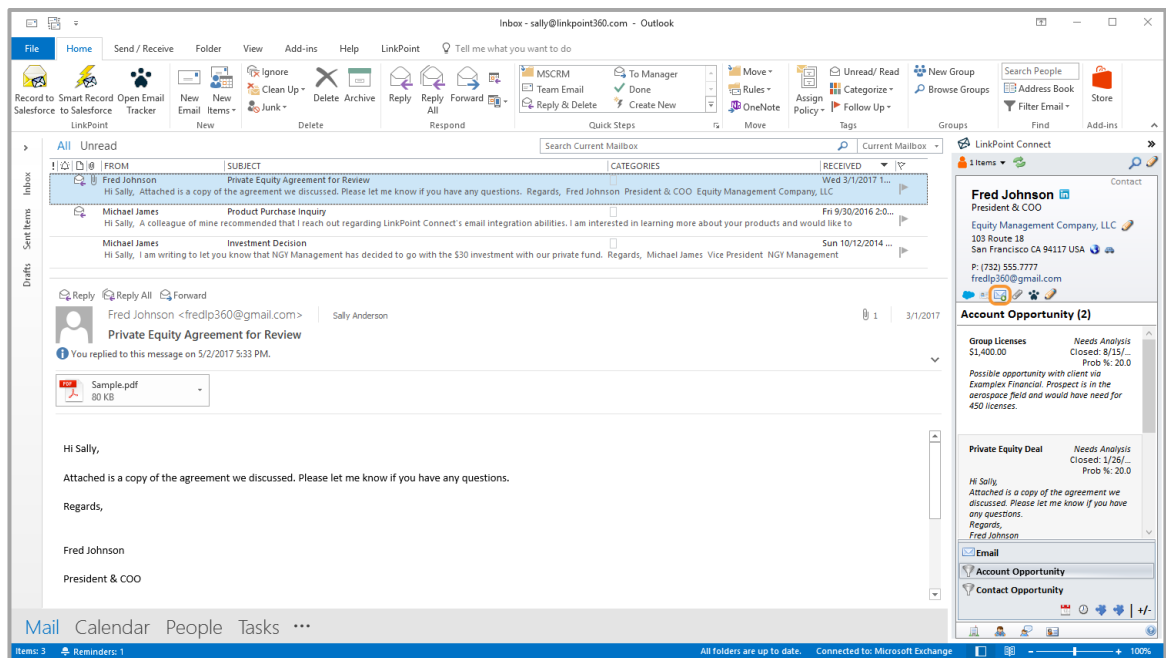 Inbox - sally@linkpoint360.com - Outlook
File Home Send / Receive Folder View Add-ins Help LinkPoint Tell me what you want to do
Record to Salesforce
Smart Record to Salesforce
Open Email Tracker
LinkPoint
New Email
New Items
New
Ignore
Clean Up
Junk
Delete
Archive
Delete
Reply
Reply All
Forward
Respond
MSCRM
Team Email
Reply & Delete
To Manager
Done
Create New
Quick Steps
Move
Rules
OneNote
Move
Assign Policy
Unread/ Read
Categorize
Follow Up
Tags
New Group
Browse Groups
Groups
Search People
Address Book
Filter Email
Find
Store
Add-ins
Inbox
Sent Items
Drafts
All Unread
Search Current Mailbox
Current Mailbox
FROM SUBJECT CATEGORIES RECEIVED
Fred Johnson Private Equity Agreement for Review Wed 3/1/2017 1...
Hi Sally, Attached is a copy of the agreement we discussed. Please let me know if you have any questions. Regards, Fred Johnson President & COO Equity Management Company, LLC
Michael James Product Purchase Inquiry Fri 9/30/2016 2:0...
Hi Sally, A colleague of mine recommended that I reach out regarding LinkPoint Connect's email integration abilities. I am interested in learning more about your products and would like to
Michael James Investment Decision Sun 10/12/2014 ...
Hi Sally, I am writing to let you know that NGY Management has decided to go with the $30 investment with our private fund. Regards, Michael James Vice President NGY Management
Reply Reply All Forward
Fred Johnson <fredlp360@gmail.com> Sally Anderson 1 3/1/2017
Private Equity Agreement for Review
You replied to this message on 5/2/2017 5:33 PM.
PDF
Sample.pdf
80 KB
Hi Sally,
Attached is a copy of the agreement we discussed. Please let me know if you have any questions.
Regards,
Fred Johnson
President & COO
LinkPoint Connect
1 Items
Contact
Fred Johnson
President & COO
Equity Management Company, LLC
103 Route 18
San Francisco CA 94117 USA
P: (732) 555.7777
fredlp360@gmail.com
Account Opportunity (2)
Group Licenses Needs Analysis
$1,400.00 Closed: 8/15/...
Prob %: 20.0
Possible opportunity with client via
Examplex Financial. Prospect is in the
aerospace field and would have need for
450 licenses.
Private Equity Deal Needs Analysis
Closed: 1/26/...
Prob %: 20.0
Hi Sally,
Attached is a copy of the agreement we
discussed. Please let me know if you have
any questions.
Regards,
Fred Johnson
Email
Account Opportunity
Contact Opportunity
+/-
Mail Calendar People Tasks
Items: 3 Reminders: 1 All folders are up to date. Connected to: Microsoft Exchange 100%